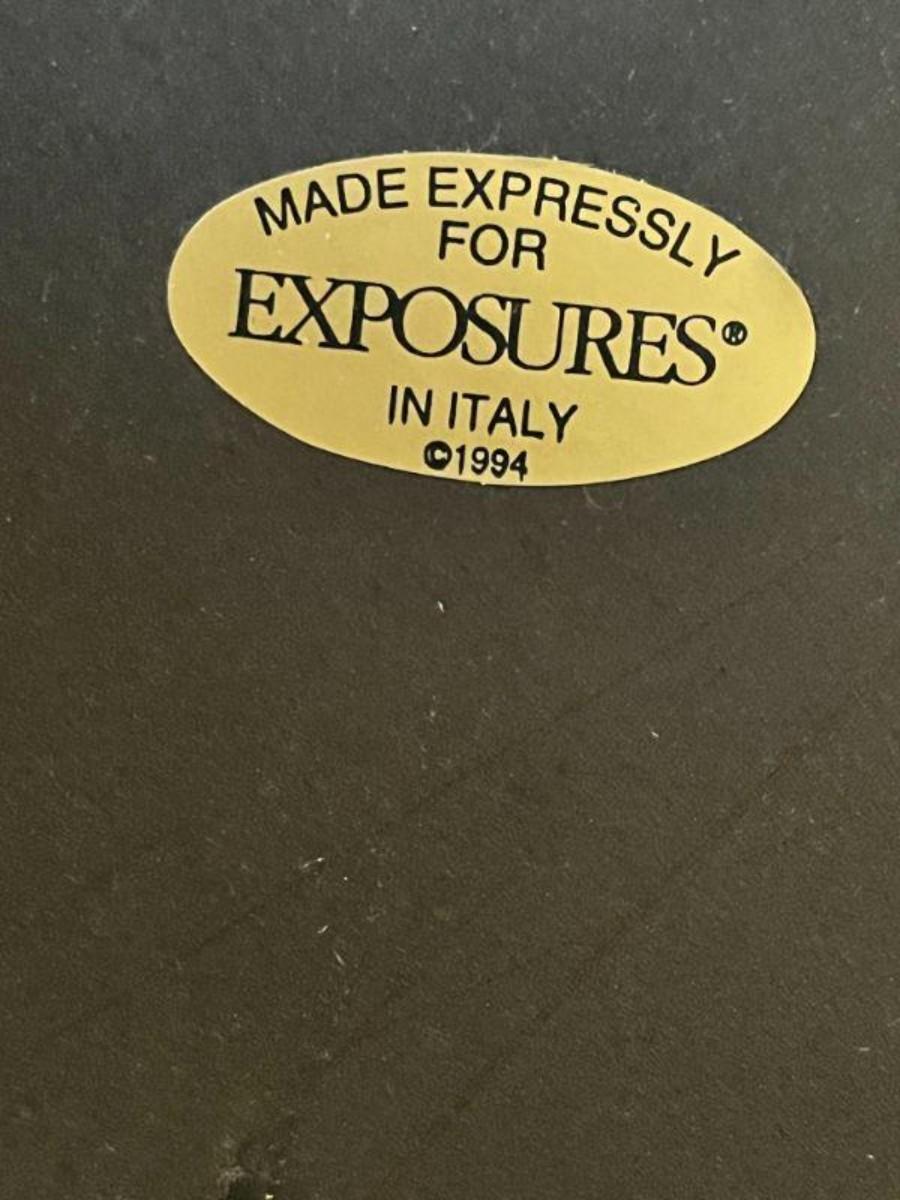 MADE EXPRESSLY
FOR
EXPOSURES®
IN ITALY
©1994